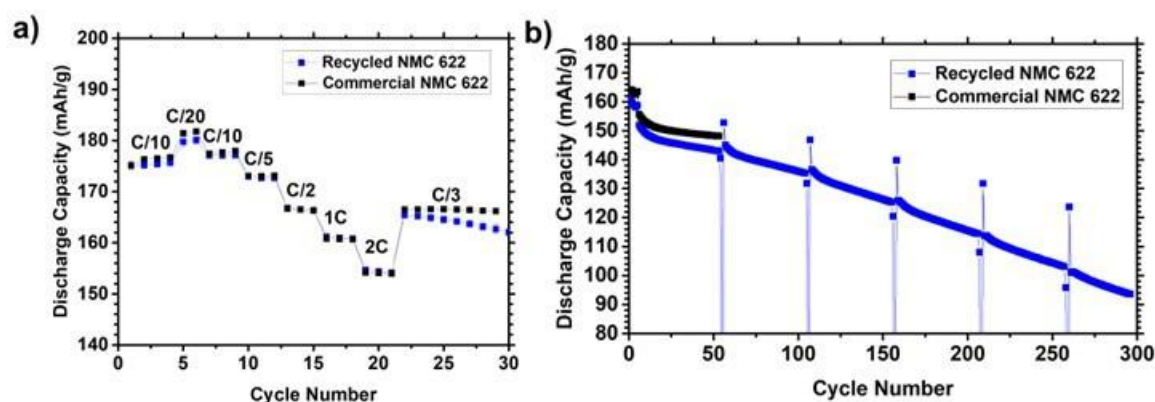 a)
Discharge Capacity (mAh/g)
200
190
180
170
160
150
140
Recycled NMC 622
Commercial NMC 622
C/10
C/20
C/10
C/5
C/2
1C
2C
C/3
0 5 10 15 20 25 30
Cycle Number
b)
Discharge Capacity (mAh/g)
180
170
160
150
140
130
120
110
100
90
80
Recycled NMC 622
Commercial NMC 622
0 50 100 150 200 250 300
Cycle Number